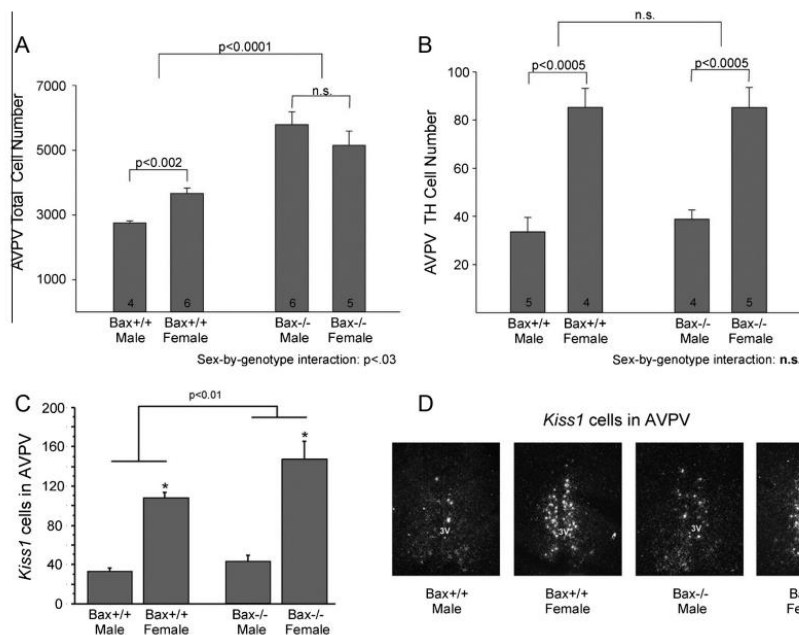 A
p<0.0001
n.s.
p<0.002
AVPV Total Cell Number
7000
5000
3000
1000
4
6
6
5
Bax+/+ Male
Bax+/+ Female
Bax-/- Male
Bax-/- Female
Sex-by-genotype interaction: p<.03
B
n.s.
p<0.0005
p<0.0005
AVPV TH Cell Number
100
80
60
40
20
5
4
4
5
Bax+/+ Male
Bax+/+ Female
Bax-/- Male
Bax-/- Female
Sex-by-genotype interaction: n.s.
C
p<0.01
Kiss1 cells in AVPV
200
160
120
80
40
0
*
*
Bax+/+ Male
Bax+/+ Female
Bax-/- Male
Bax-/- Female
D
Kiss1 cells in AVPV
3V
3V
3V
Bax+/+ Male
Bax+/+ Female
Bax-/- Male